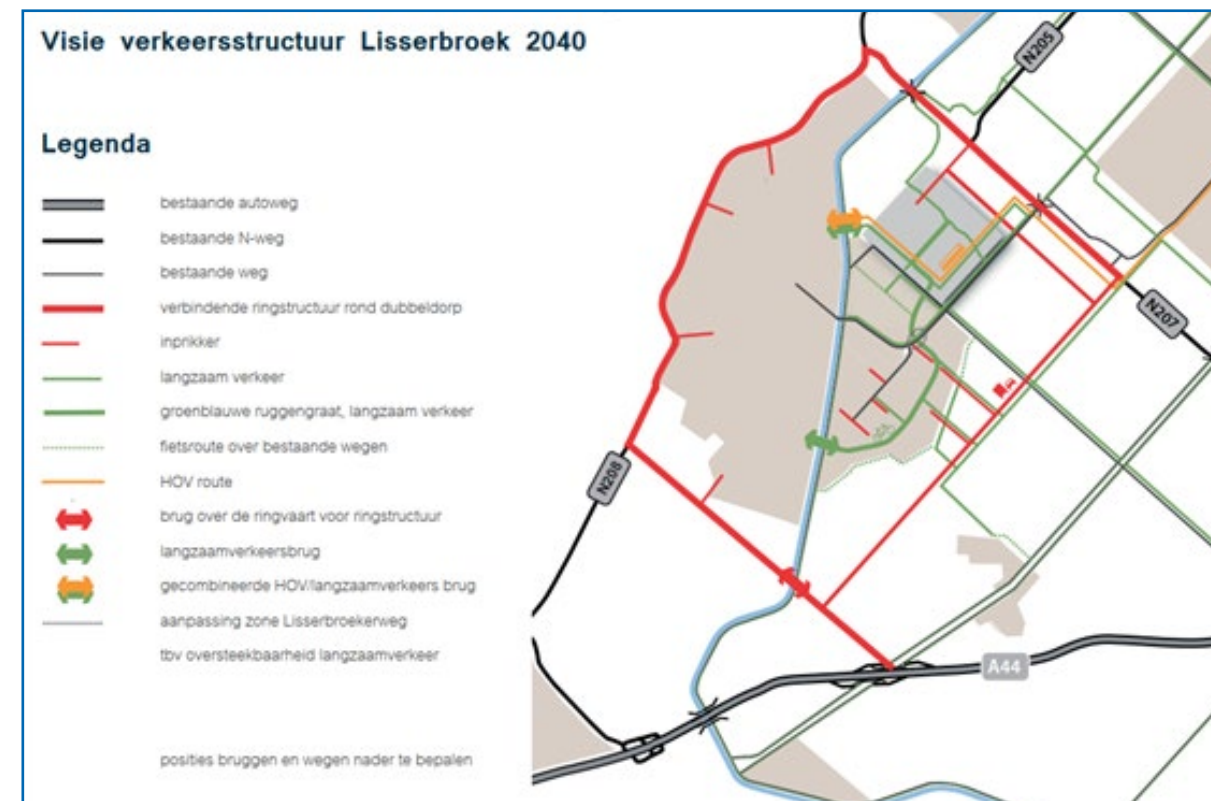 Visie verkeersstructuur Lisserbroek 2040
Legenda
bestaande autoweg
bestaande N-weg
bestaande weg
verbindende ringstructuur rond dubbeldorp
inprikker
langzaam verkeer
groenblauwe ruggengraat, langzaam verkeer
fietsroute over bestaande wegen
HOV route
brug over de ringvaart voor ringstructuur
langzaamverkeersbrug
gecombineerde HOV/langzaamverkeers brug
aanpassing zone Lisserbroekerweg
tbv oversteekbaarheid langzaamverkeer
posities bruggen en wegen nader te bepalen
N205
N207
N208
A44